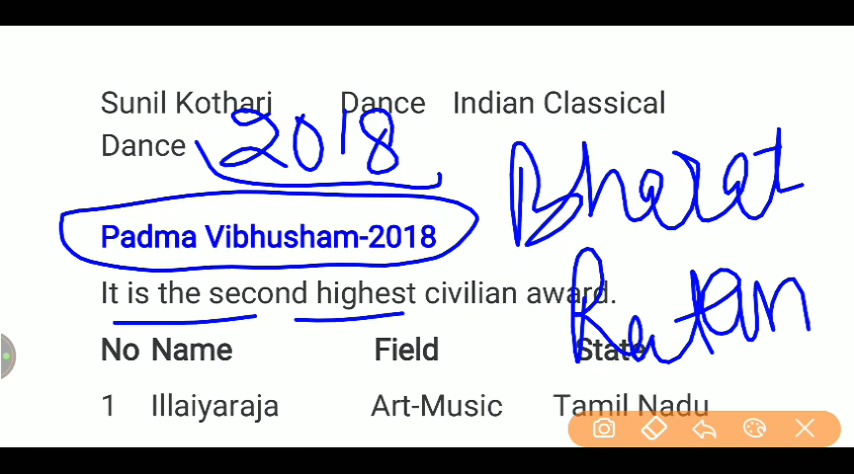 Sunil Kothari Dance Indian Classical
Dance
2018
Bharat
Padma Vibhusham-2018
Ratan
It is the second highest civilian award.
No Name Field State
1 Illaiyaraja Art-Music Tamil Nadu